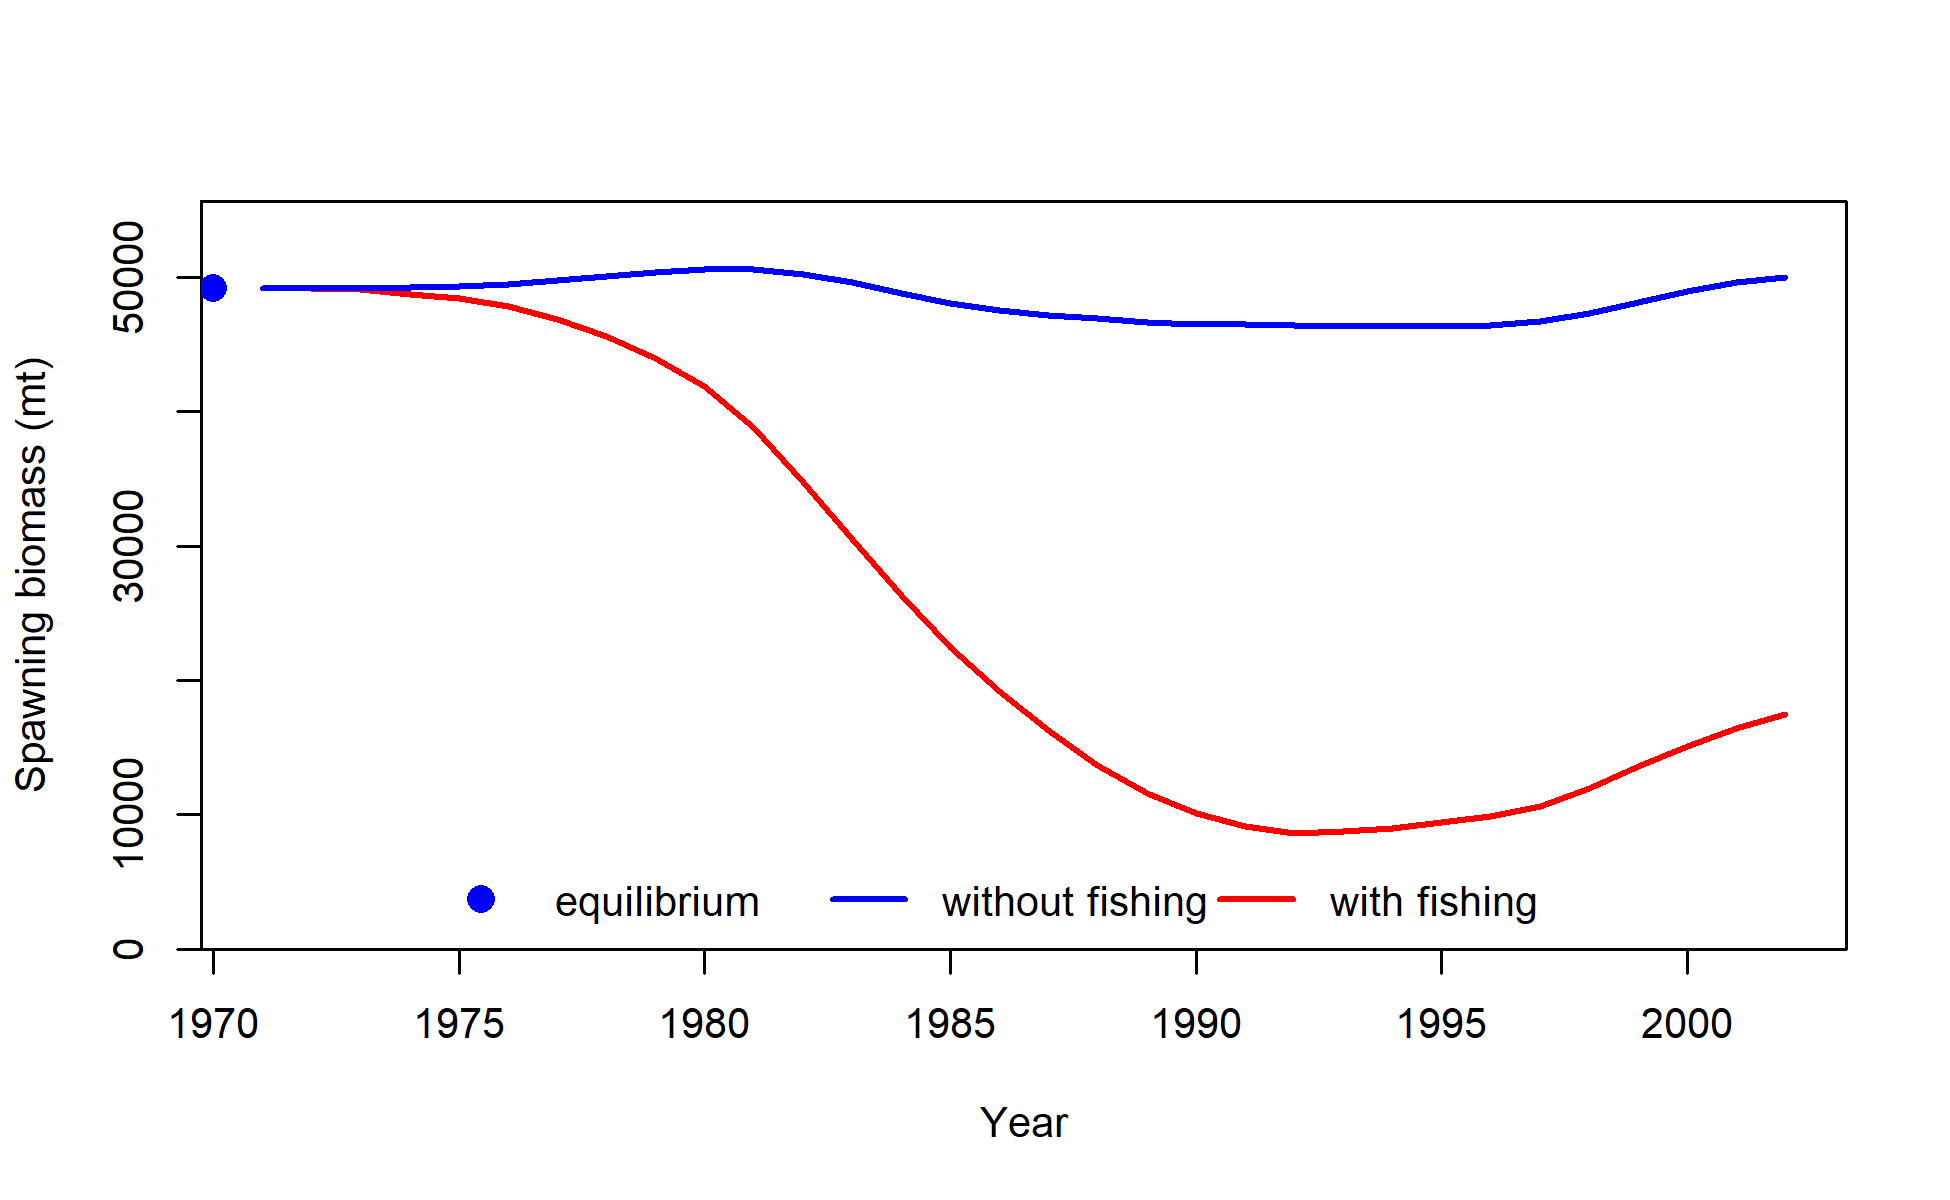 Spawning biomass (mt)
50000
30000
10000
0
equilibrium without fishing with fishing
1970 1975 1980 1985 1990 1995 2000
Year